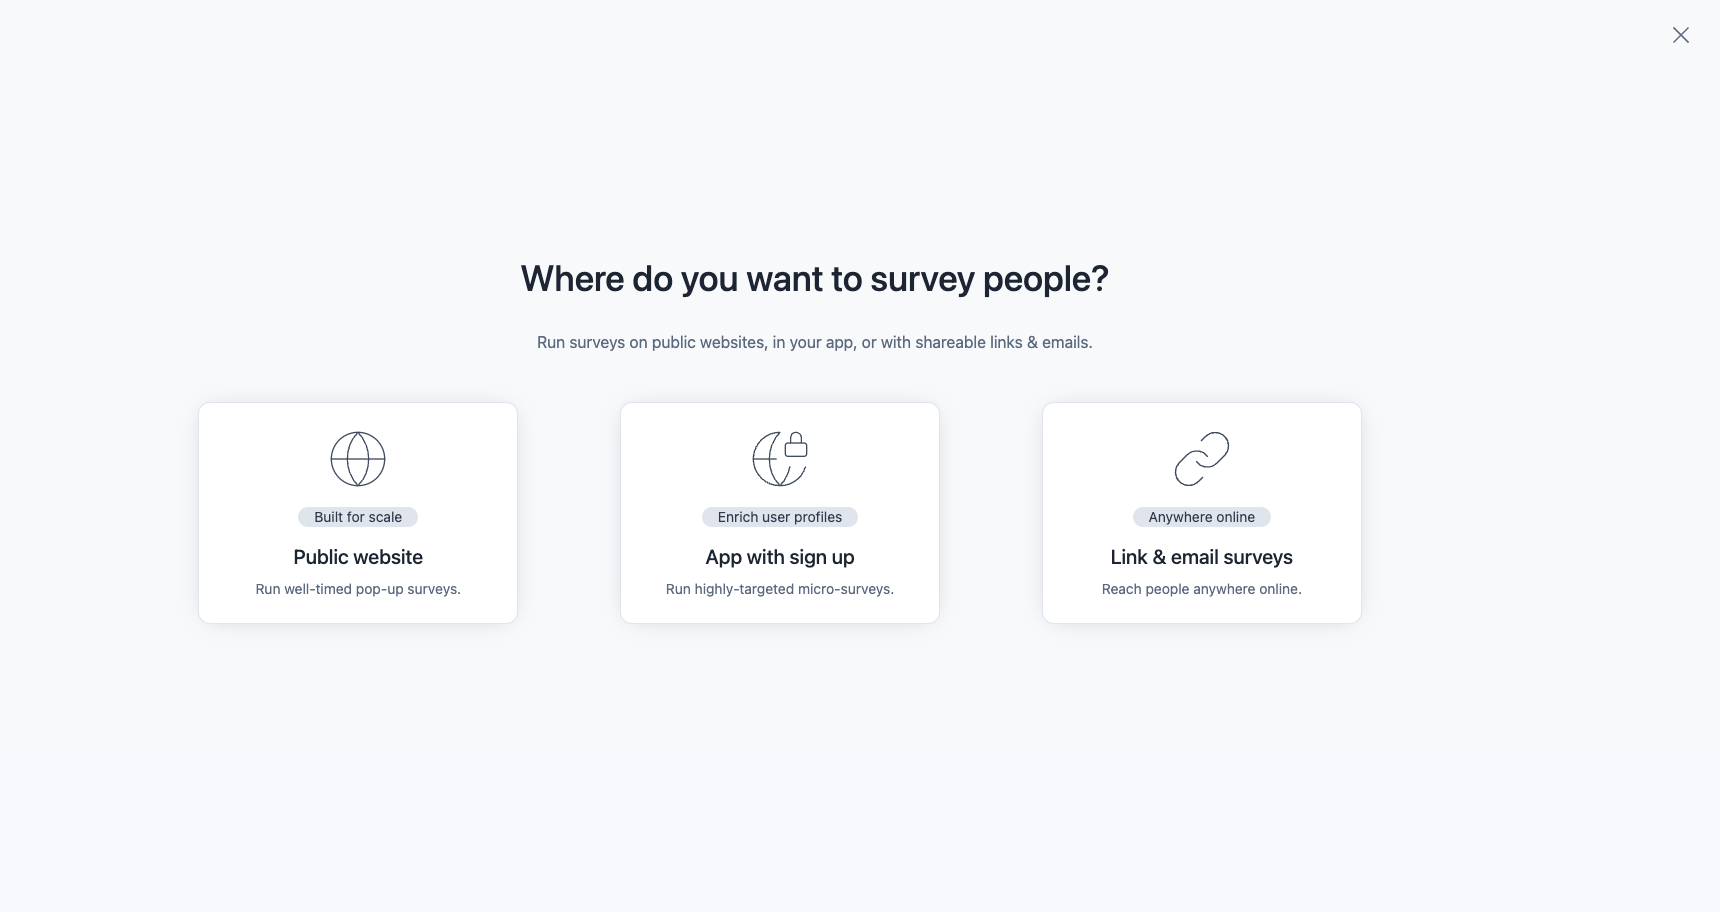 Where do you want to survey people?
Run surveys on public websites, in your app, or with shareable links & emails.
Built for scale
Public website
Run well-timed pop-up surveys.
Enrich user profiles
App with sign up
Run highly-targeted micro-surveys.
Anywhere online
Link & email surveys
Reach people anywhere online.